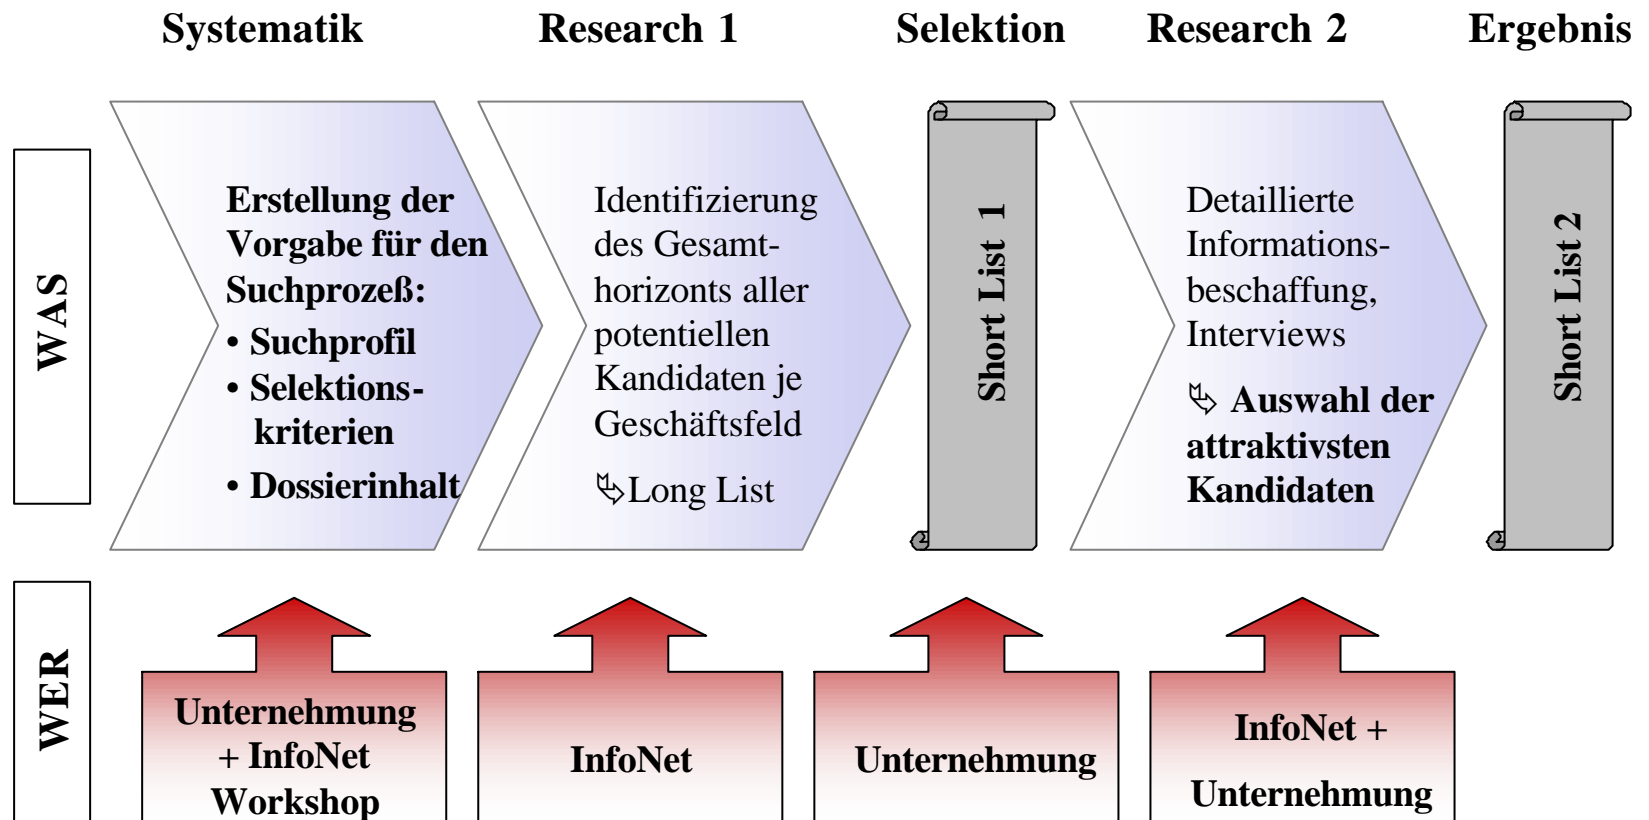 Systematik
Research 1
Selektion
Research 2
Ergebnis
WAS
Erstellung der
Vorgabe für den
Suchprozeß:
• Suchprofil
• Selektions-
kriterien
• Dossierinhalt
Identifizierung
des Gesamt-
horizonts aller
potentiellen
Kandidaten je
Geschäftsfeld
Long List
Short List 1
Detaillierte
Informations-
beschaffung,
Interviews
Auswahl der
attraktivsten
Kandidaten
Short List 2
WER
Unternehmung
+ InfoNet
Workshop
InfoNet
Unternehmung
InfoNet +
Unternehmung